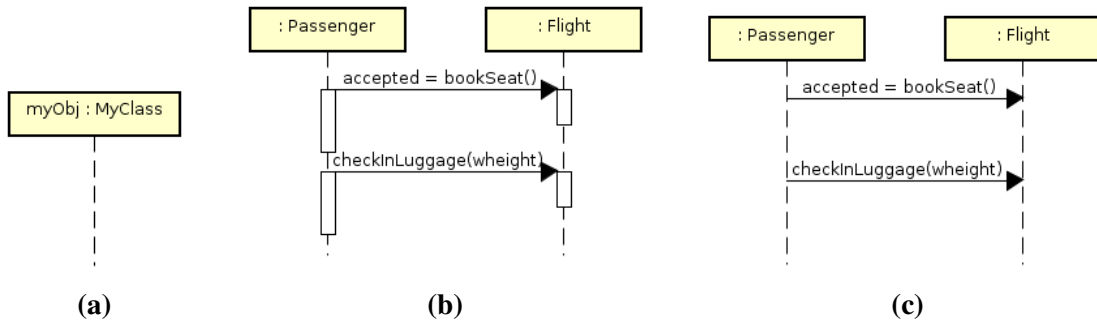 myObj : MyClass
(a)
: Passenger
: Flight
accepted = bookSeat()
checkInLuggage(wheight)
(b)
: Passenger
: Flight
accepted = bookSeat()
checkInLuggage(wheight)
(c)